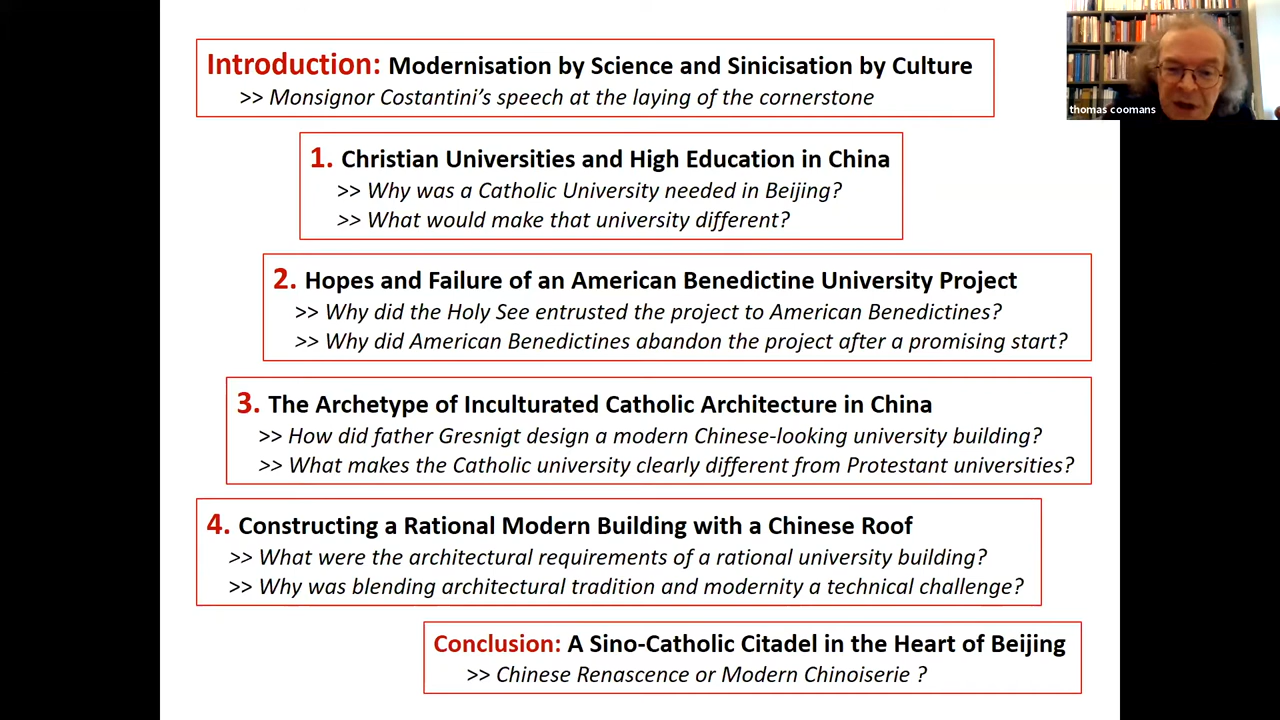 Introduction: Modernisation by Science and Sinicisation by Culture
>> Monsignor Costantini's speech at the laying of the cornerstone
thomas coomans
1. Christian Universities and High Education in China
>> Why was a Catholic University needed in Beijing?
>> What would make that university different?
2. Hopes and Failure of an American Benedictine University Project
>> Why did the Holy See entrusted the project to American Benedictines?
>> Why did American Benedictines abandon the project after a promising start?
3. The Archetype of Inculturated Catholic Architecture in China
>> How did father Gresnigt design a modern Chinese-looking university building?
>> What makes the Catholic university clearly different from Protestant universities?
4. Constructing a Rational Modern Building with a Chinese Roof
>> What were the architectural requirements of a rational university building?
>> Why was blending architectural tradition and modernity a technical challenge?
Conclusion: A Sino-Catholic Citadel in the Heart of Beijing
>> Chinese Renascence or Modern Chinoiserie ?